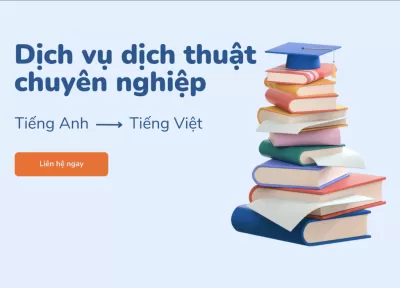 Dịch vụ dịch thuật
chuyên nghiệp
Tiếng Anh → Tiếng Việt
Liên hệ ngay